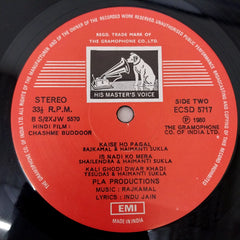 REGD. TRADE MARK OF
THE GRAMOPHONE CO. LTD.
HIS MASTER'S VOICE
STEREO
33⅓ R.P.M.
B S/2XJW 5570
HINDI FILM :
CHASHME BUDDOOR
SIDE TWO
ECSD 5717
℗ 1980
THE GRAMOPHONE
CO. OF INDIA LTD.
KAISE HO PAGAL
RAJKAMAL & HAIMANTI SUKLA
IS NADI KO MERA
SHAILENDRA & HAIMANTI SUKLA
KALI GHODI DWAR KHADI
YESUDAS & HAIMANTI SUKLA
PLA PRODUCTIONS
MUSIC : RAJKAMAL
LYRICS : INDU JAIN
EMI
MADE IN INDIA